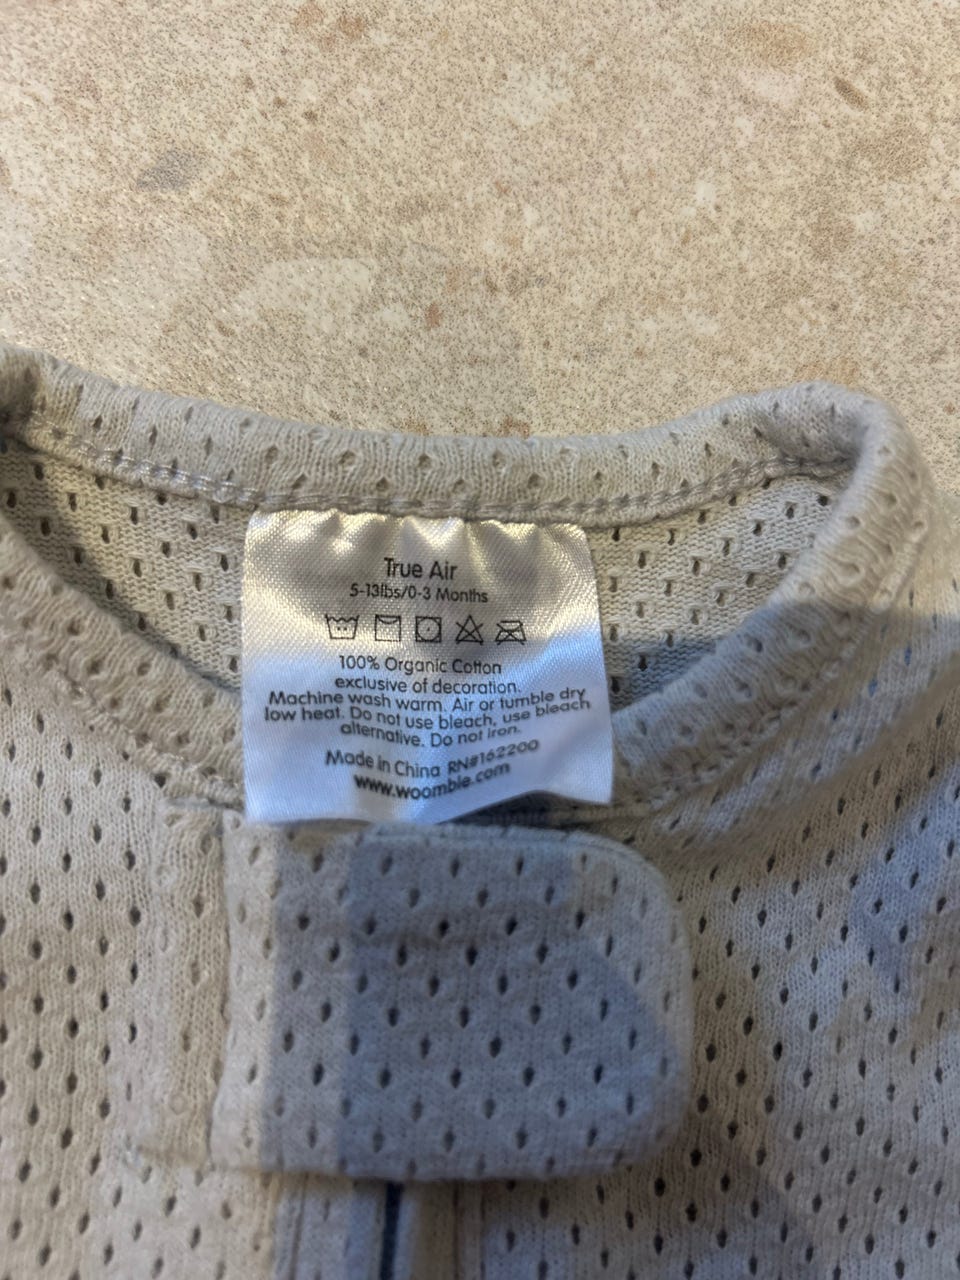 True Air
5-13lbs/0-3 Months
100% Organic Cotton
exclusive of decoration.
Machine wash warm. Air or tumble dry
low heat. Do not use bleach, use bleach
alternative. Do not iron.
Made in China RN#162200
www.woombie.com